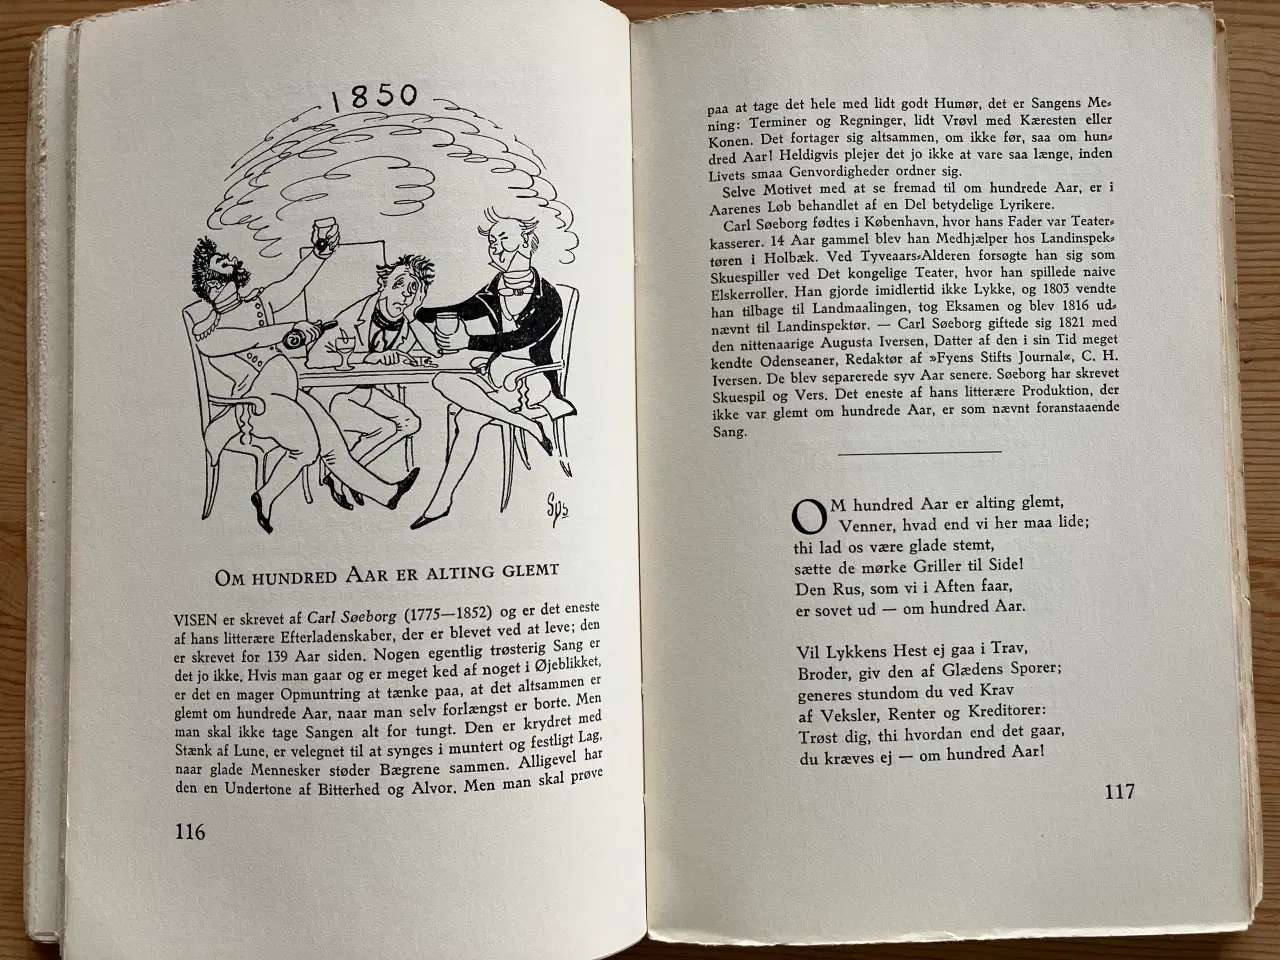 1850
OM HUNDRED AAR ER ALTING GLEMT
VISEN er skrevet af Carl Søeborg (1775—1852) og er det eneste
af hans litterære Efterladenskaber, der er blevet ved at leve; den
er skrevet for 139 Aar siden. Nogen egentlig trøsterig Sang er
det jo ikke. Hvis man gaar og er meget ked af noget i Øjeblikket,
er det en mager Opmuntring at tænke paa, at det altsammen er
glemt om hundrede Aar, naar man selv forlængst er borte. Men
man skal ikke tage Sangen alt for tungt. Den er krydret med
Stænk af Lune, er velegnet til at synges i muntert og festligt Lag,
naar glade Mennesker støder Bægrene sammen. Alligevel har
den en Undertone af Bitterhed og Alvor. Men man skal prøve
116
paa at tage det hele med lidt godt Humør, det er Sangens Me-
ning: Terminer og Regninger, lidt Vrøvl med Kæresten eller
Konen. Det fortager sig altsammen, om ikke før, saa om hun-
dred Aar! Heldigvis plejer det jo ikke at vare saa længe, inden
Livets smaa Genvordigheder ordner sig.
Selve Motivet med at se fremad til om hundrede Aar, er i
Aarenes Løb behandlet af en Del betydelige Lyrikere.
Carl Søeborg fødtes i København, hvor hans Fader var Teater-
kasserer. 14 Aar gammel blev han Medhjælper hos Landinspek-
tøren i Holbæk. Ved Tyveaars-Alderen forsøgte han sig som
Skuespiller ved Det kongelige Teater, hvor han spillede naive
Elskerroller. Han gjorde imidlertid ikke Lykke, og 1803 vendte
han tilbage til Landmaalingen, tog Eksamen og blev 1816 ud-
nævnt til Landinspektør. — Carl Søeborg giftede sig 1821 med
den nittenaarige Augusta Iversen, Datter af den i sin Tid meget
kendte Odenseaner, Redaktør af »Fyens Stifts Journal«, C. H.
Iversen. De blev separerede syv Aar senere. Søeborg har skrevet
Skuespil og Vers. Det eneste af hans litterære Produktion, der
ikke var glemt om hundrede Aar, er som nævnt foranstaaende
Sang.
OM hundred Aar er alting glemt,
Venner, hvad end vi her maa lide;
thi lad os være glade stemt,
sætte de mørke Griller til Side!
Den Rus, som vi i Aften faar,
er sovet ud — om hundred Aar.
Vil Lykkens Hest ej gaa i Trav,
Broder, giv den af Glædens Sporer;
generes stundom du ved Krav
af Veksler, Renter og Kreditorer:
Trøst dig, thi hvordan end det gaar,
du kræves ej — om hundred Aar!
117